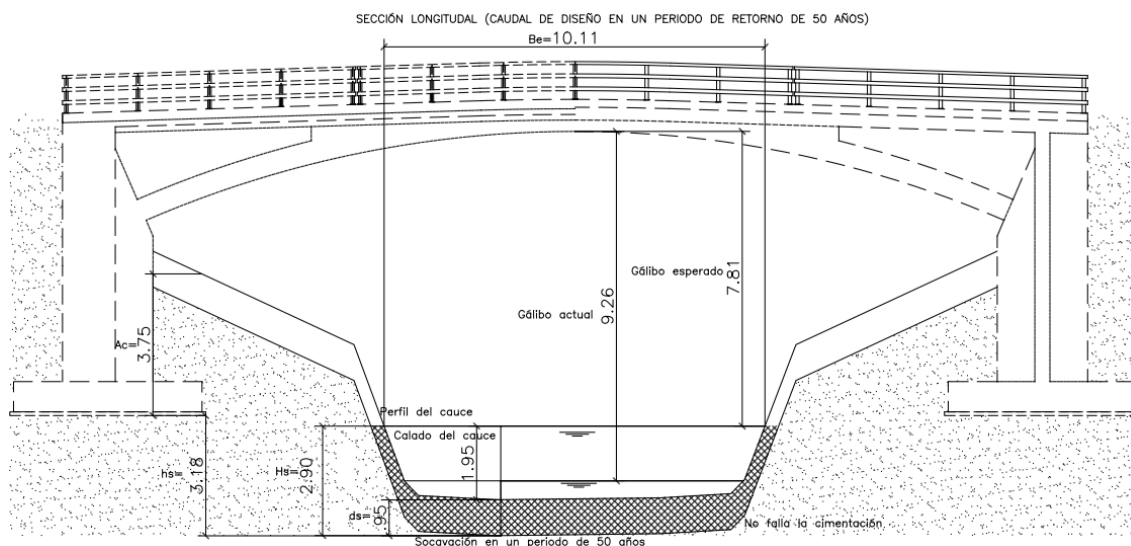 SECCIÓN LONGITUDAL (CAUDAL DE DISEÑO EN UN PERIODO DE RETORNO DE 50 AÑOS)
Be=10.11
Gálibo esperado
7.81
Gálibo actual
9.26
Ac=
3.75
Perfil del cauce
Calado del cauce
1.95
hs=
3.18
Hs=
2.90
ds=
.95
No falla la cimentación
Socavación en un periodo de 50 años